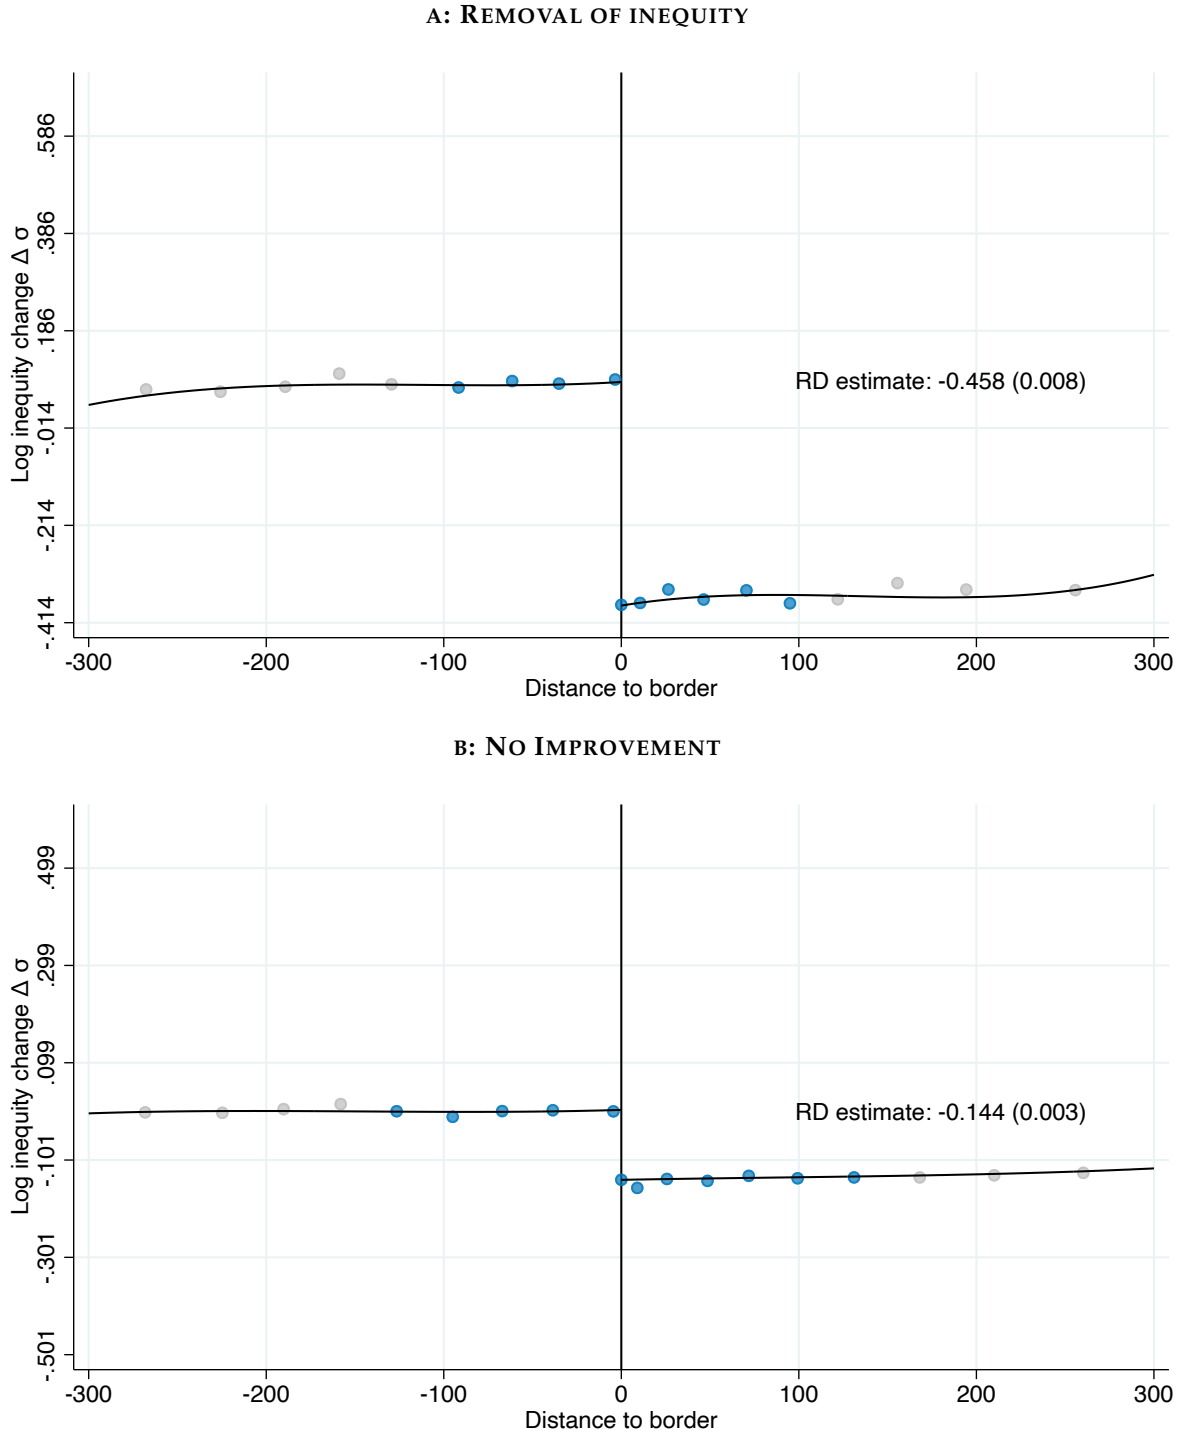 A: REMOVAL OF INEQUITY
Log inequity change Δ σ
.586
.386
.186
-.014
-.214
-.414
RD estimate: -0.458 (0.008)
-300 -200 -100 0 100 200 300
Distance to border
B: NO IMPROVEMENT
Log inequity change Δ σ
.499
.299
.099
-.101
-.301
-.501
RD estimate: -0.144 (0.003)
-300 -200 -100 0 100 200 300
Distance to border